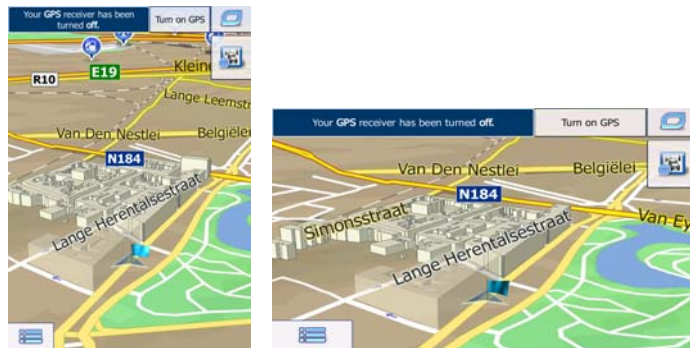 Your GPS receiver has been
turned off.
Turn on GPS
R10
E19
Klein
Lange Leemstr
Van Den Nestlei
Belgiëlei
N184
Lange Herentalsestraat
Your GPS receiver has been turned off.
Turn on GPS
Van Den Nestlei
Belgiëlei
N184
Simonsstraat
Van Ey
Lange Herentalsestraat